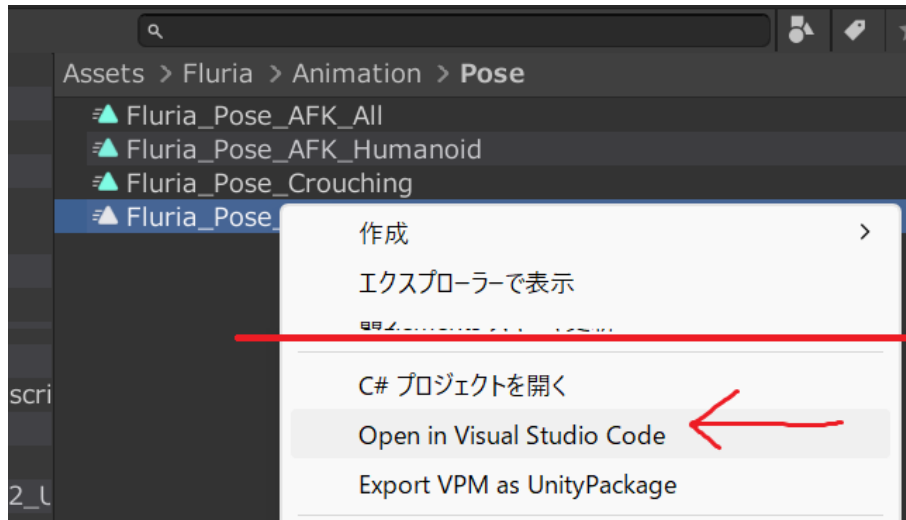 Assets > Fluria > Animation > Pose
Fluria_Pose_AFK_All
Fluria_Pose_AFK_Humanoid
Fluria_Pose_Crouching
Fluria_Pose_
作成
エクスプローラーで表示
C# プロジェクトを開く
scri
Open in Visual Studio Code
Export VPM as UnityPackage
2_U